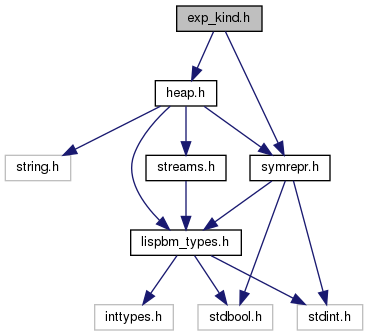 exp_kind.h
heap.h
string.h
streams.h
symrepr.h
lispbm_types.h
inttypes.h
stdbool.h
stdint.h